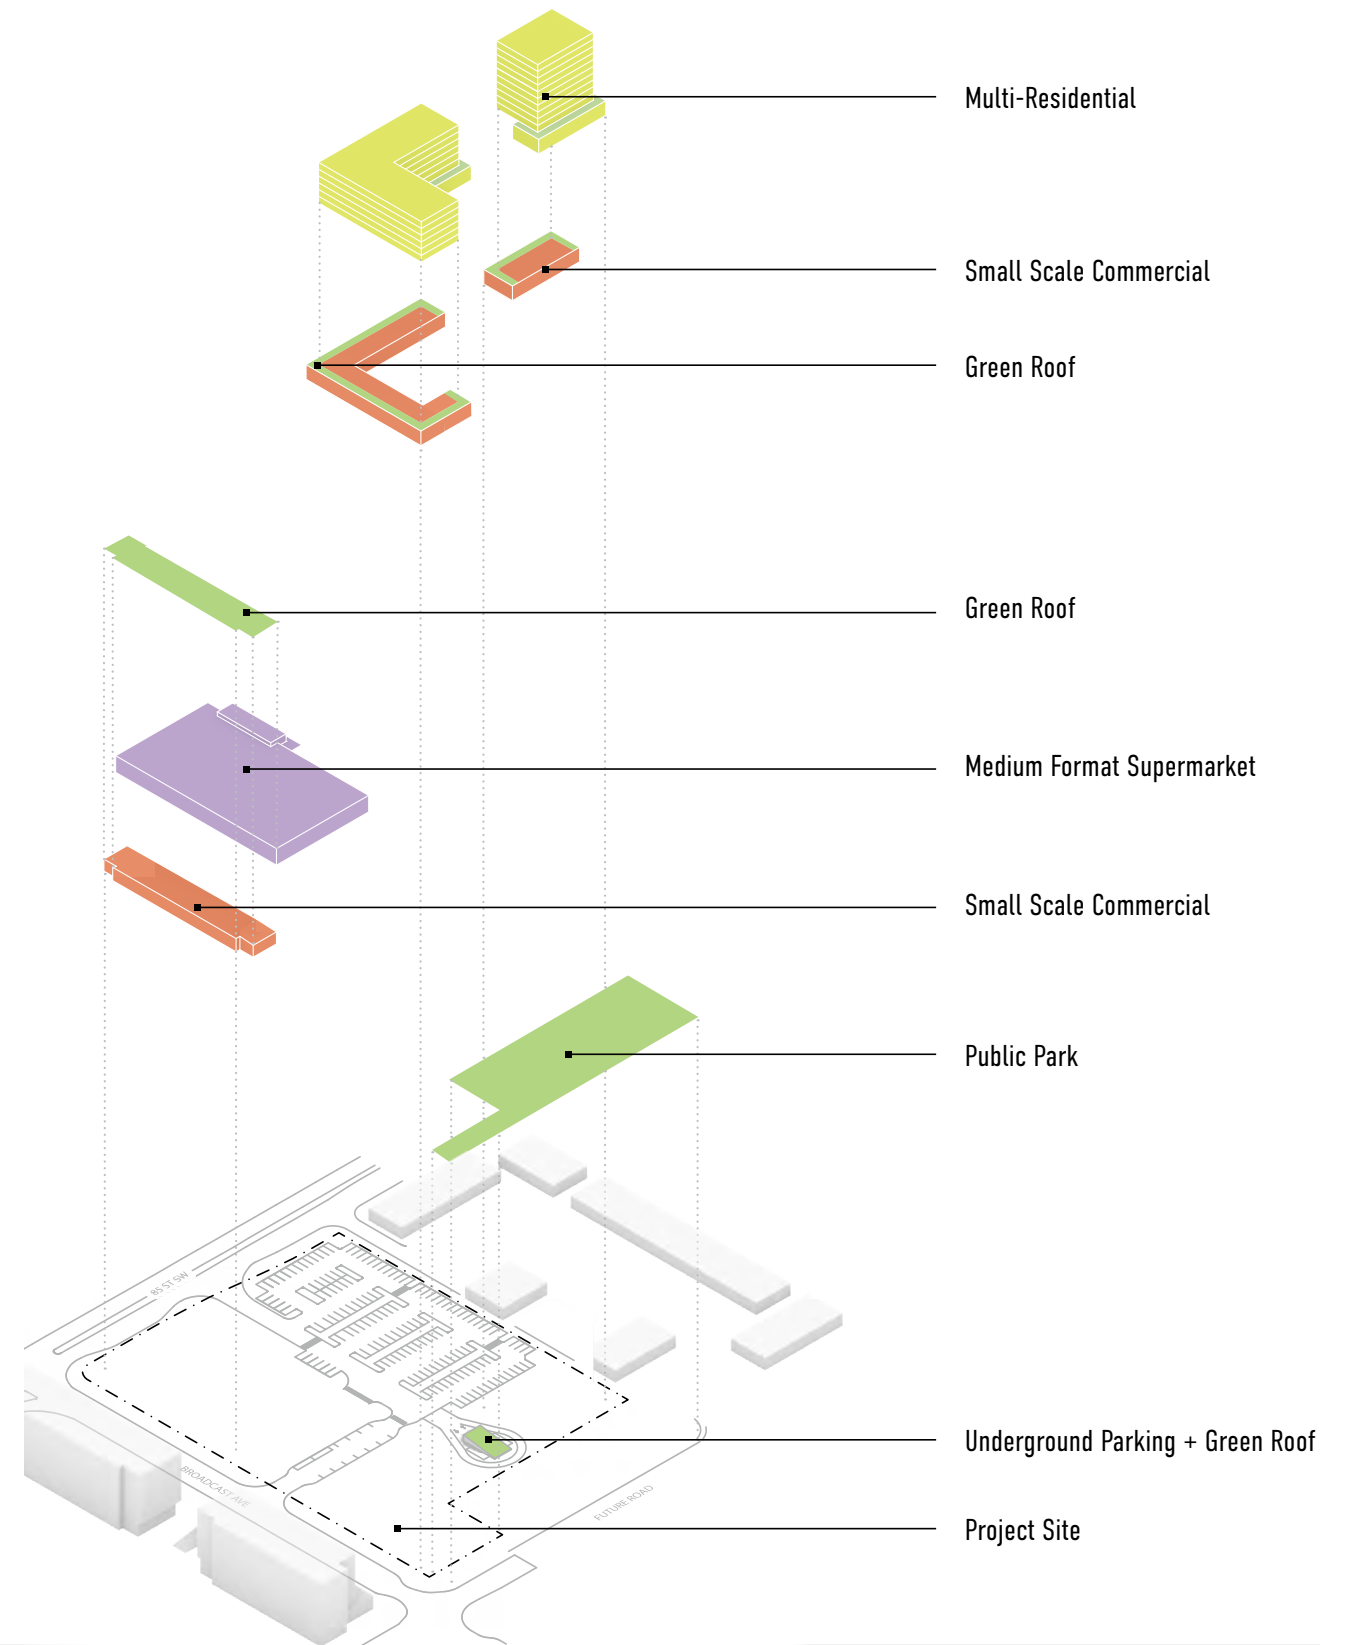 Multi-Residential
Small Scale Commercial
Green Roof
Green Roof
Medium Format Supermarket
Small Scale Commercial
Public Park
85 ST SW
Underground Parking + Green Roof
BROADCAST AVE
FUTURE ROAD
Project Site